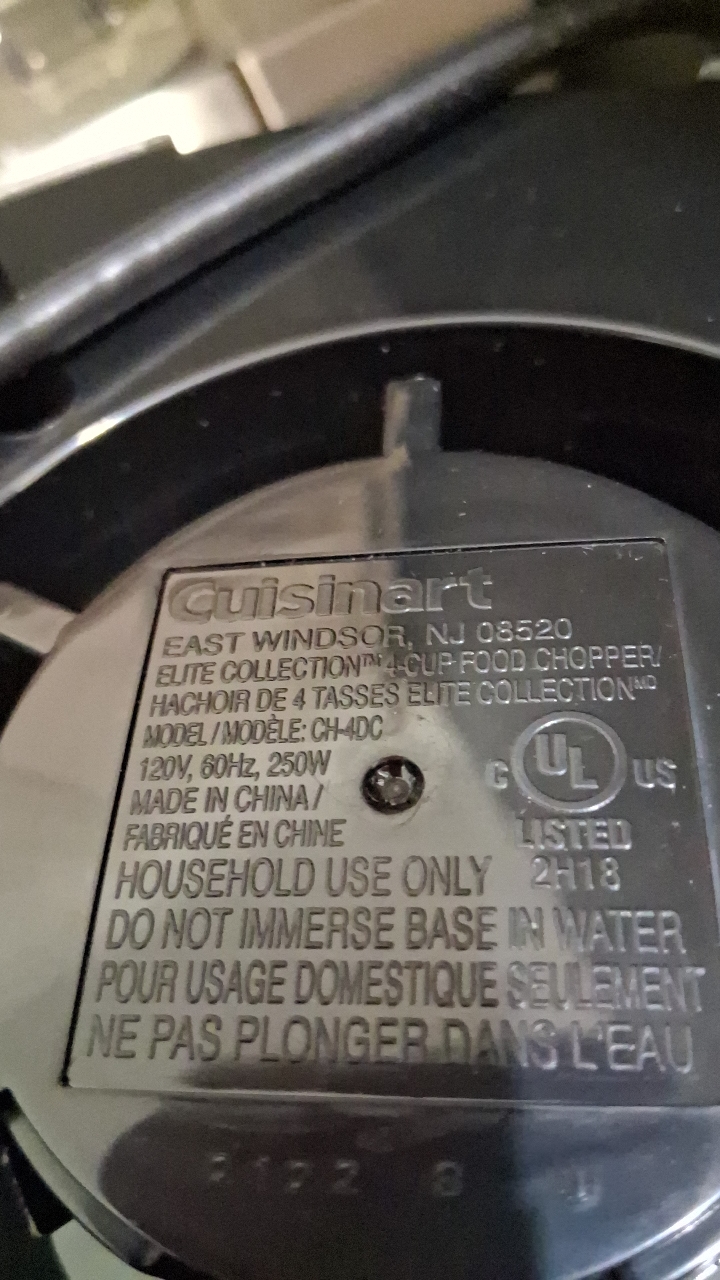 Cuisinart
EAST WINDSOR, NJ 08520
ELITE COLLECTION™ 4-CUP FOOD CHOPPER/
HACHOIR DE 4 TASSES ELITE COLLECTIONᴹᴰ
MODEL / MODÈLE: CH-4DC
120V, 60Hz, 250W
MADE IN CHINA /
FABRIQUÉ EN CHINE
C UL US
LISTED
2H18
HOUSEHOLD USE ONLY
DO NOT IMMERSE BASE IN WATER
POUR USAGE DOMESTIQUE SEULEMENT
NE PAS PLONGER DANS L'EAU